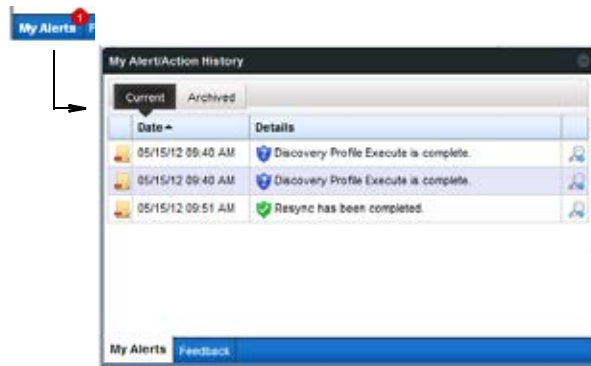 My Alerts 1 F
My Alert/Action History
Current Archived
Date Details
05/15/12 09:40 AM Discovery Profile Execute is complete.
05/15/12 09:40 AM Discovery Profile Execute is complete.
05/15/12 09:51 AM Resync has been completed.
My Alerts Feedback